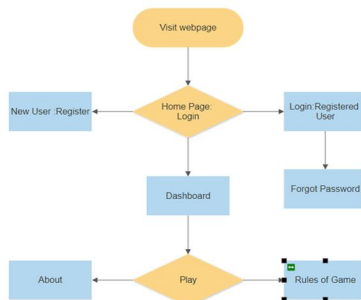 Visit webpage
New User :Register
Home Page:
Login
Login:Registered
User
Dashboard
Forgot Password
About
Play
Rules of Game